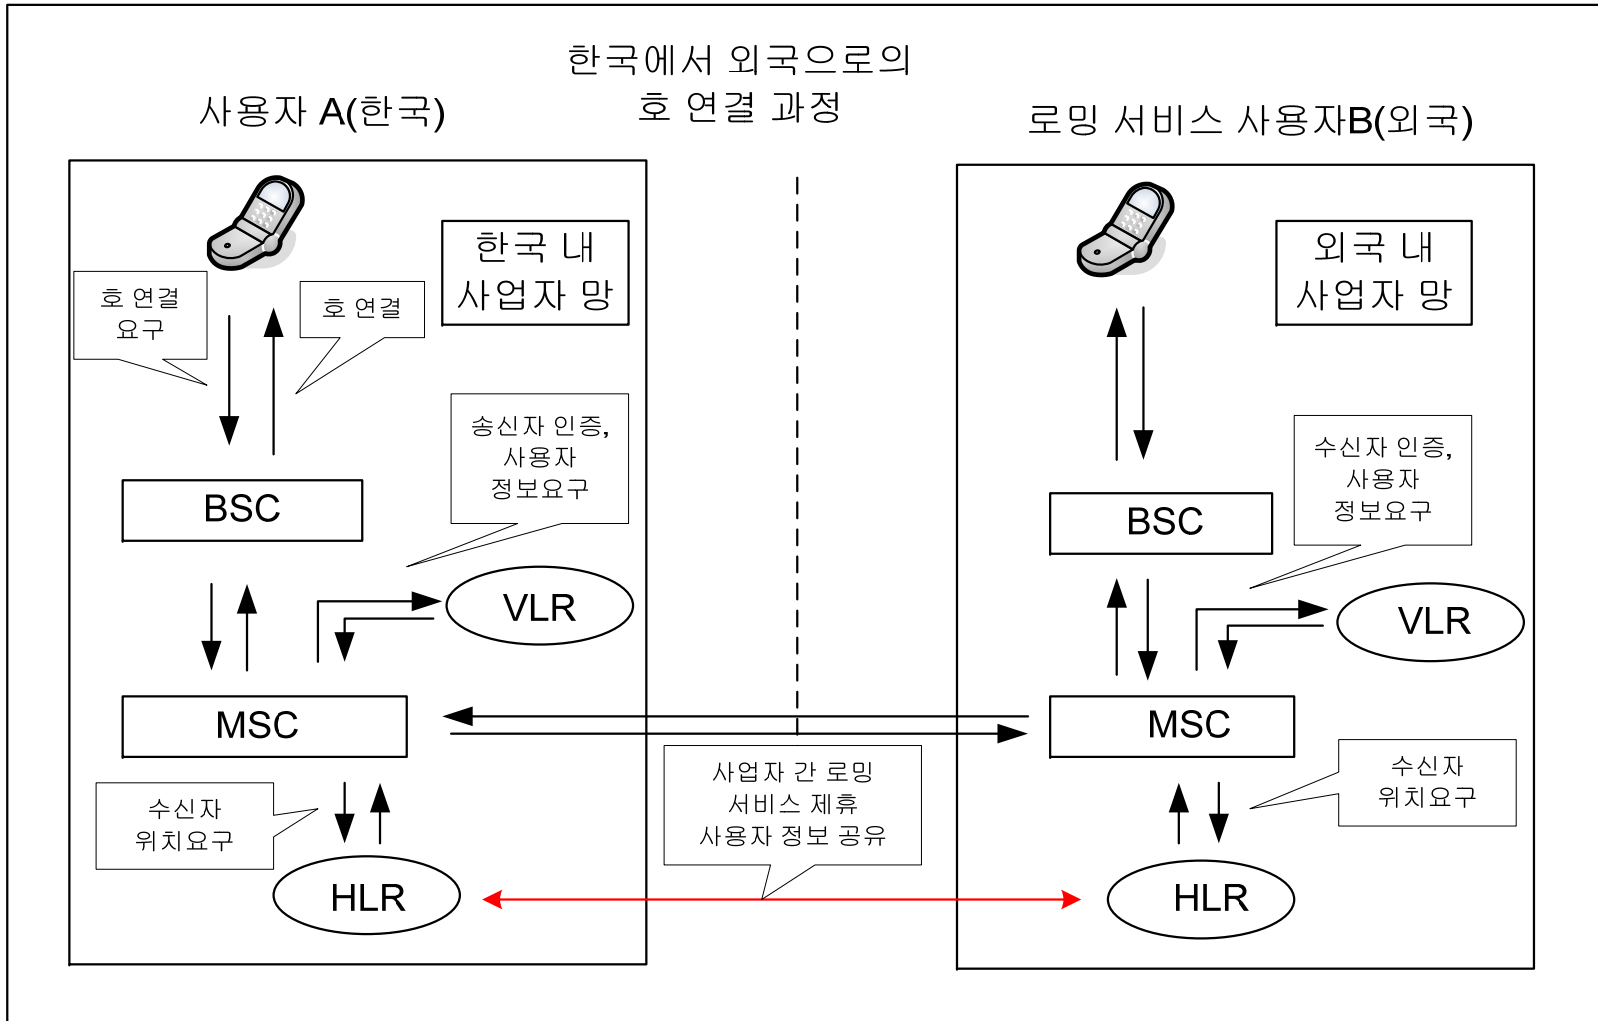 한국에서 외국으로의
호 연결 과정
사용자 A(한국)
로밍 서비스 사용자B(외국)
한국 내
사업자 망
호 연결
요구
호 연결
송신자 인증,
사용자
정보요구
BSC
VLR
MSC
수신자
위치요구
HLR
사업자 간 로밍
서비스 제휴
사용자 정보 공유
외국 내
사업자 망
수신자 인증,
사용자
정보요구
BSC
VLR
MSC
수신자
위치요구
HLR